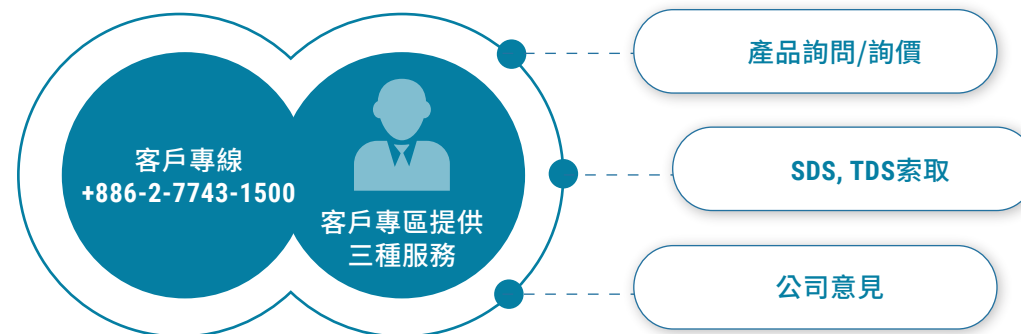 客戶專線
+886-2-7743-1500
客戶專區提供
三種服務
產品詢問/詢價
SDS, TDS索取
公司意見